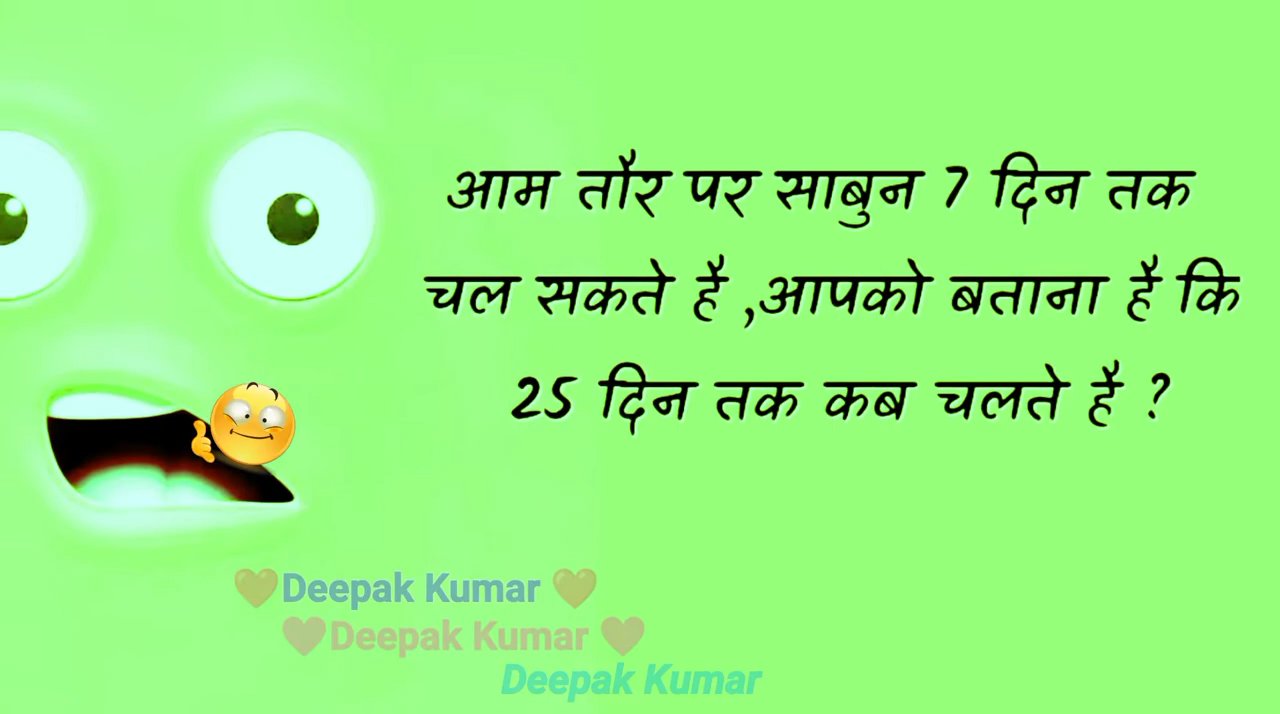 आम तौर पर साबुन 7 दिन तक
चल सकते है ,आपको बताना है कि
25 दिन तक कब चलते है ?
🤎Deepak Kumar 🤎
🤎Deepak Kumar 🤎
Deepak Kumar